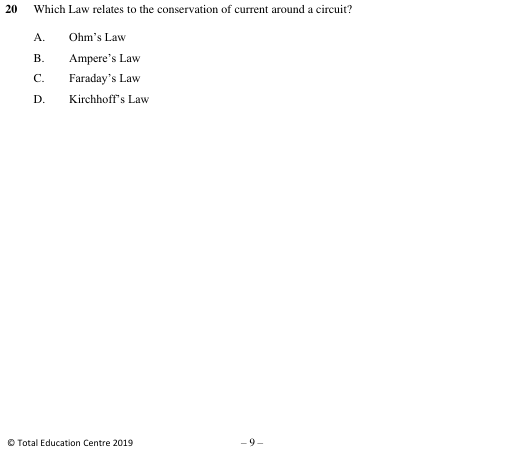 20 Which Law relates to the conservation of current around a circuit?
A. Ohm's Law
B. Ampere's Law
C. Faraday's Law
D. Kirchhoff's Law
© Total Education Centre 2019 – 9 –